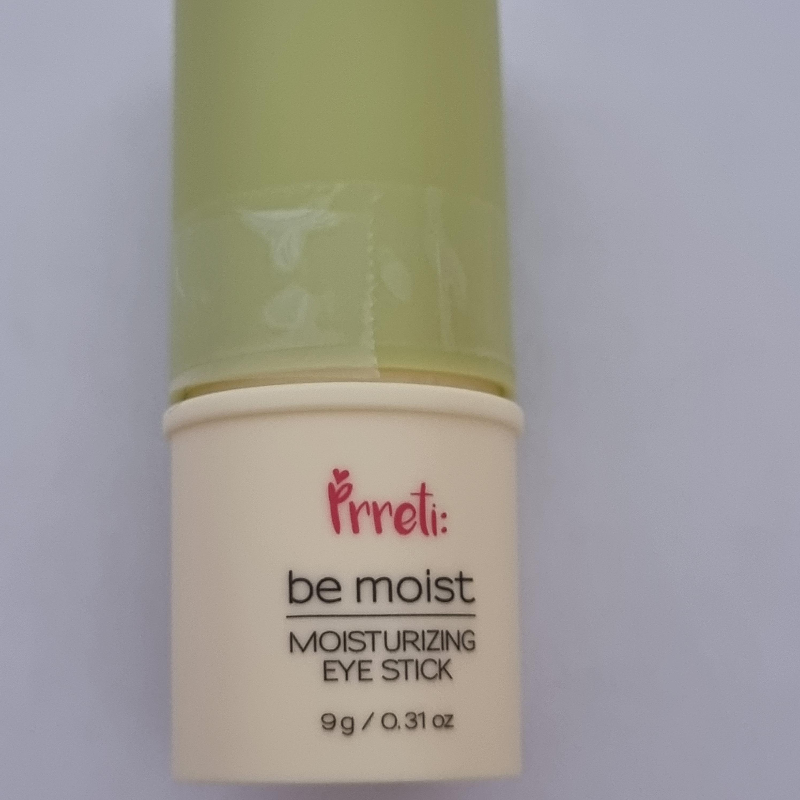 Prreti:
be moist
MOISTURIZING
EYE STICK
9g / 0.31 oz